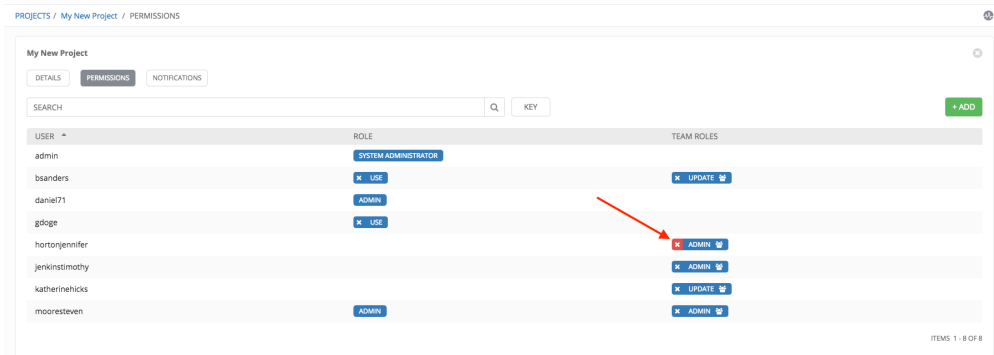 PROJECTS / My New Project / PERMISSIONS
My New Project
DETAILS PERMISSIONS NOTIFICATIONS
SEARCH KEY + ADD
USER ROLE TEAM ROLES
admin SYSTEM ADMINISTRATOR
bsanders × USE × UPDATE
daniel71 ADMIN
gdoge × USE
hortonjennifer × ADMIN
jenkinstimothy × ADMIN
katherinehicks × UPDATE
mooresteven ADMIN × ADMIN
ITEMS 1 - 8 OF 8